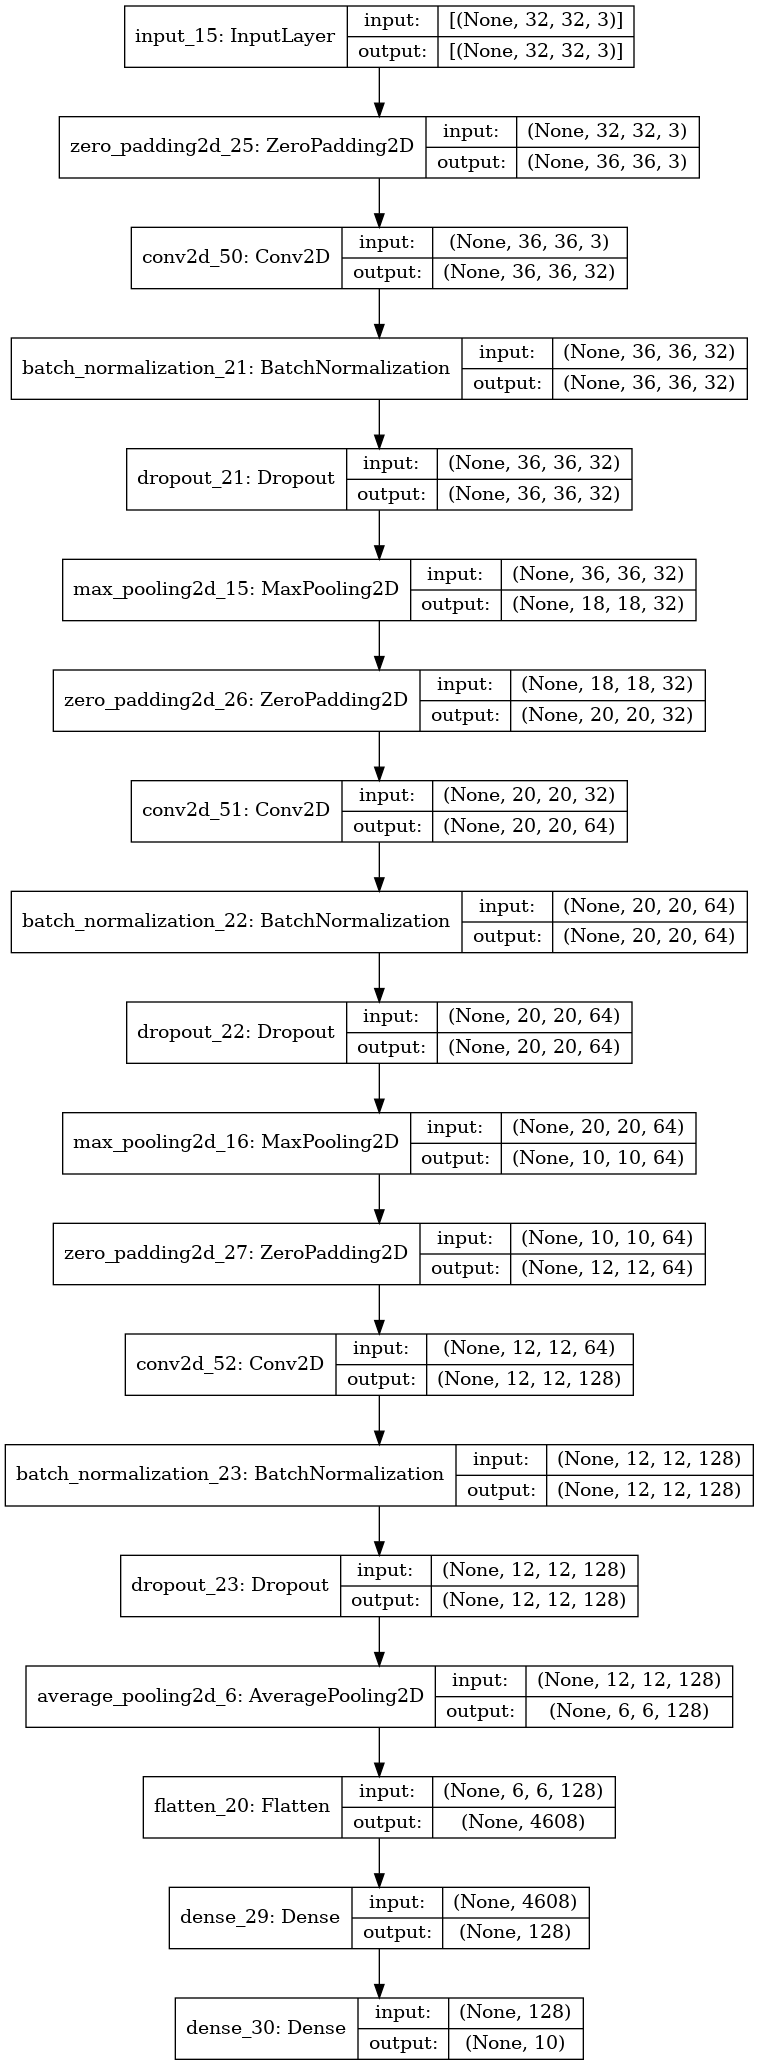 input_15: InputLayer input: [(None, 32, 32, 3)]
output: [(None, 32, 32, 3)]
zero_padding2d_25: ZeroPadding2D input: (None, 32, 32, 3)
output: (None, 36, 36, 3)
conv2d_50: Conv2D input: (None, 36, 36, 3)
output: (None, 36, 36, 32)
batch_normalization_21: BatchNormalization input: (None, 36, 36, 32)
output: (None, 36, 36, 32)
dropout_21: Dropout input: (None, 36, 36, 32)
output: (None, 36, 36, 32)
max_pooling2d_15: MaxPooling2D input: (None, 36, 36, 32)
output: (None, 18, 18, 32)
zero_padding2d_26: ZeroPadding2D input: (None, 18, 18, 32)
output: (None, 20, 20, 32)
conv2d_51: Conv2D input: (None, 20, 20, 32)
output: (None, 20, 20, 64)
batch_normalization_22: BatchNormalization input: (None, 20, 20, 64)
output: (None, 20, 20, 64)
dropout_22: Dropout input: (None, 20, 20, 64)
output: (None, 20, 20, 64)
max_pooling2d_16: MaxPooling2D input: (None, 20, 20, 64)
output: (None, 10, 10, 64)
zero_padding2d_27: ZeroPadding2D input: (None, 10, 10, 64)
output: (None, 12, 12, 64)
conv2d_52: Conv2D input: (None, 12, 12, 64)
output: (None, 12, 12, 128)
batch_normalization_23: BatchNormalization input: (None, 12, 12, 128)
output: (None, 12, 12, 128)
dropout_23: Dropout input: (None, 12, 12, 128)
output: (None, 12, 12, 128)
average_pooling2d_6: AveragePooling2D input: (None, 12, 12, 128)
output: (None, 6, 6, 128)
flatten_20: Flatten input: (None, 6, 6, 128)
output: (None, 4608)
dense_29: Dense input: (None, 4608)
output: (None, 128)
dense_30: Dense input: (None, 128)
output: (None, 10)